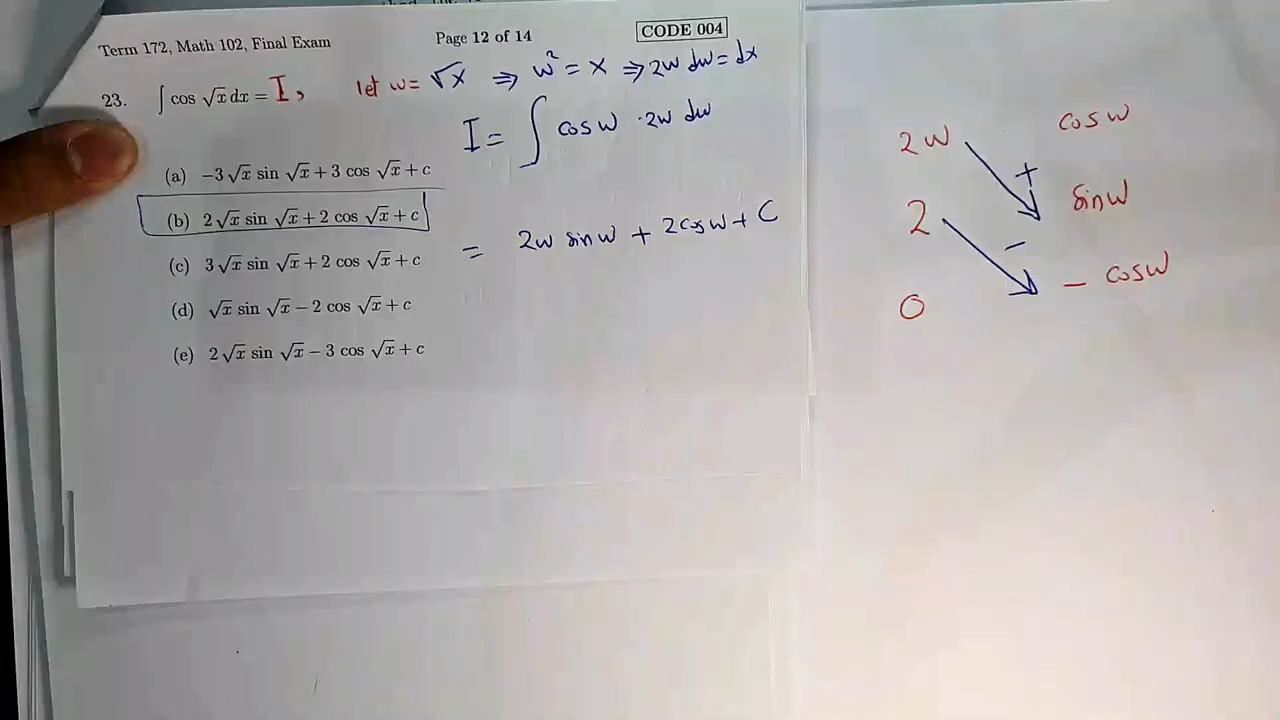 Term 172, Math 102, Final Exam Page 12 of 14 CODE 004
23. ∫ cos √x dx = I, let w = √x ⇒ w² = x ⇒ 2w dw = dx
I = ∫ cos w · 2w dw
(a) −3√x sin √x + 3 cos √x + c
(b) 2√x sin √x + 2 cos √x + c
= 2w sin w + 2 cos w + C
(c) 3√x sin √x + 2 cos √x + c
(d) √x sin √x − 2 cos √x + c
(e) 2√x sin √x − 3 cos √x + c
2w cos w
+
2 sin w
−
0 − cos w